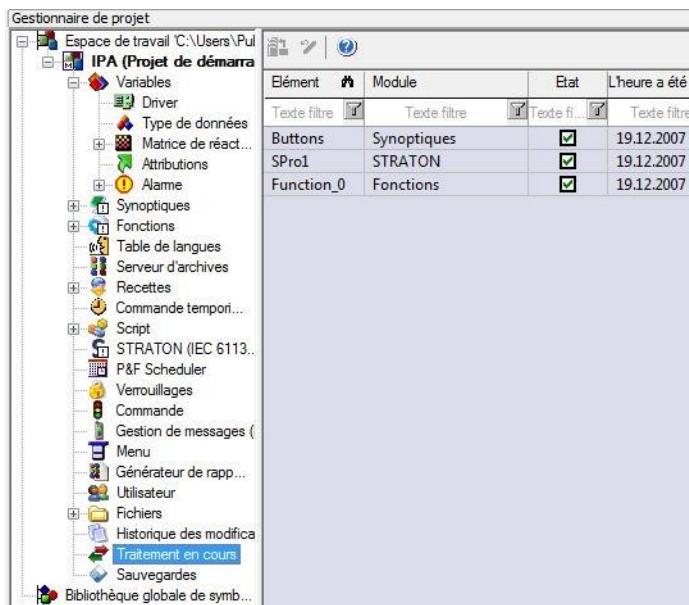 Gestionnaire de projet
Espace de travail 'C:\Users\Pul
IPA (Projet de démarra
Variables
Driver
Type de données
Matrice de réact...
Attributions
Alarme
Synoptiques
Fonctions
Table de langues
Serveur d'archives
Recettes
Commande tempori...
Script
STRATON (IEC 6113...
P&F Scheduler
Verrouillages
Commande
Gestion de messages (
Menu
Générateur de rapp...
Utilisateur
Fichiers
Historique des modifica
Traitement en cours
Sauvegardes
Bibliothèque globale de symb...
Elément Module Etat L'heure a été
Texte filtre Texte filtre Texte fi... Texte filtre
Buttons Synoptiques 19.12.2007
SPro1 STRATON 19.12.2007
Function_0 Fonctions 19.12.2007